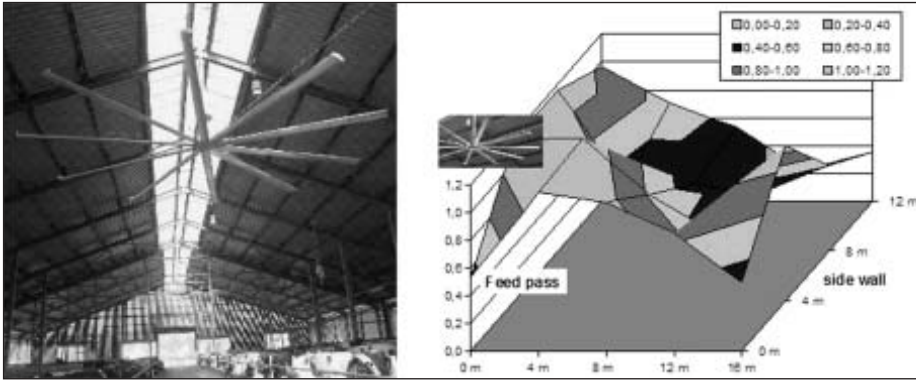 0,00-0,20 0,20-0,40
0,40-0,60 0,60-0,80
0,80-1,00 1,00-1,20
1,2
1,0
0,8
0,6
0,4
0,2
0,0
Feed pass
side wall
12 m
8 m
4 m
0 m
0 m 4 m 8 m 12 m 16 m